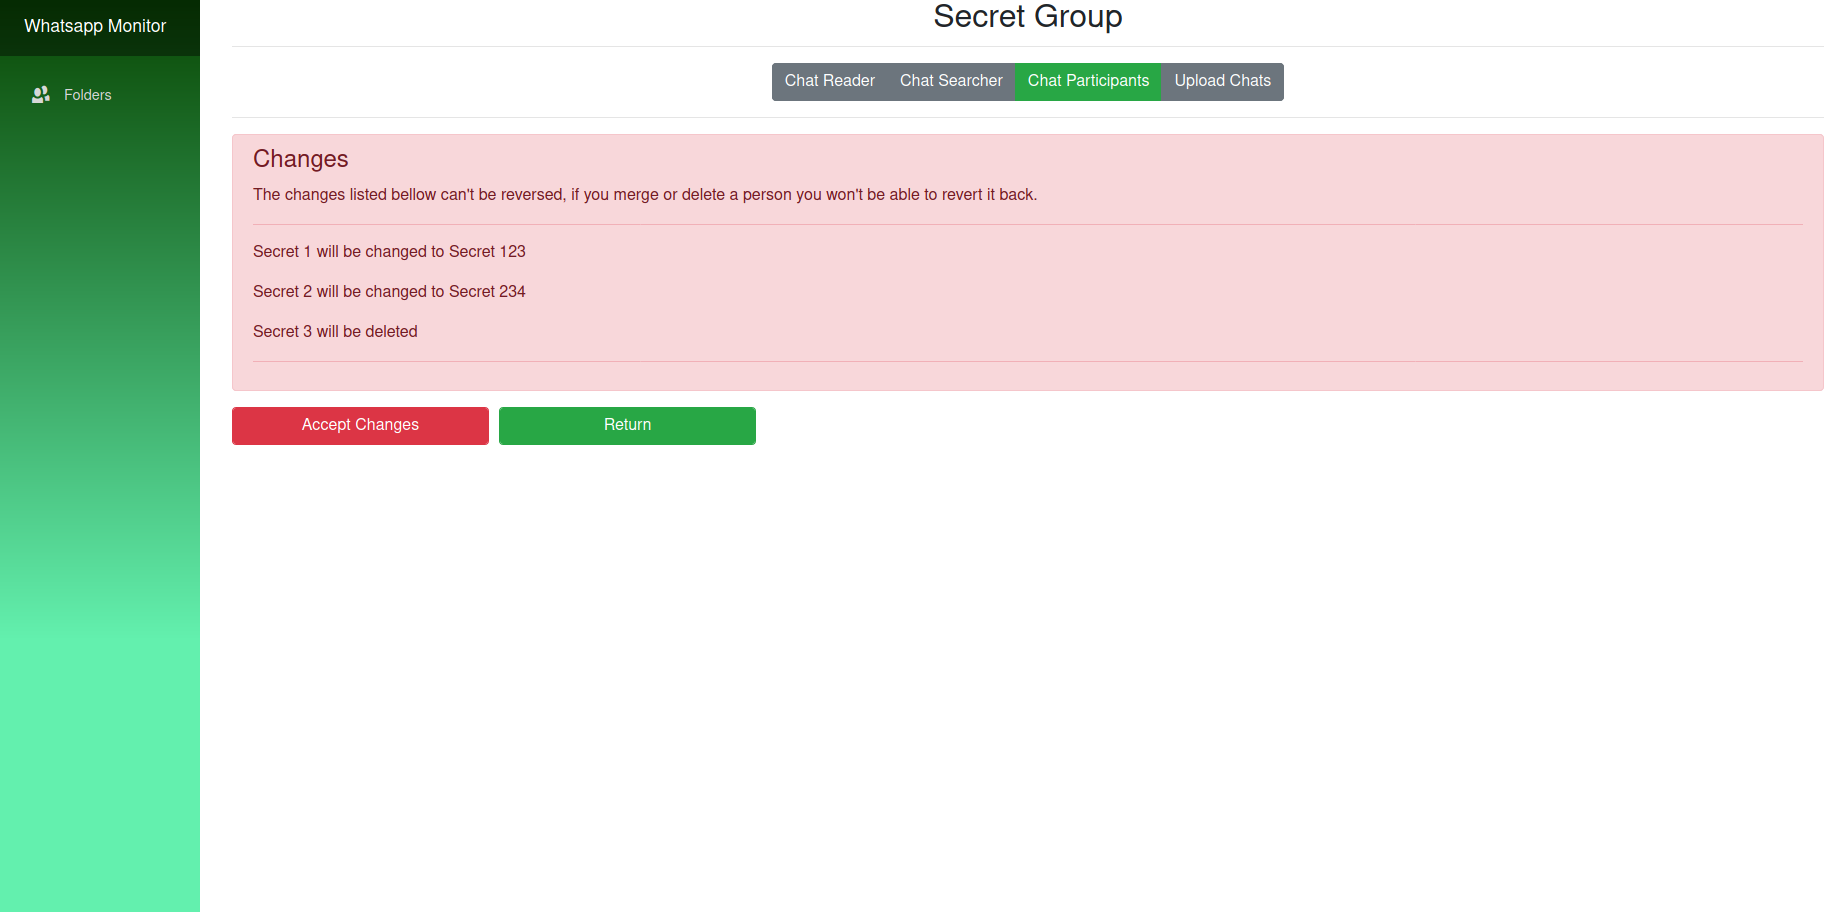 Whatsapp Monitor
Folders
Secret Group
Chat Reader Chat Searcher Chat Participants Upload Chats
Changes
The changes listed bellow can't be reversed, if you merge or delete a person you won't be able to revert it back.
Secret 1 will be changed to Secret 123
Secret 2 will be changed to Secret 234
Secret 3 will be deleted
Accept Changes Return